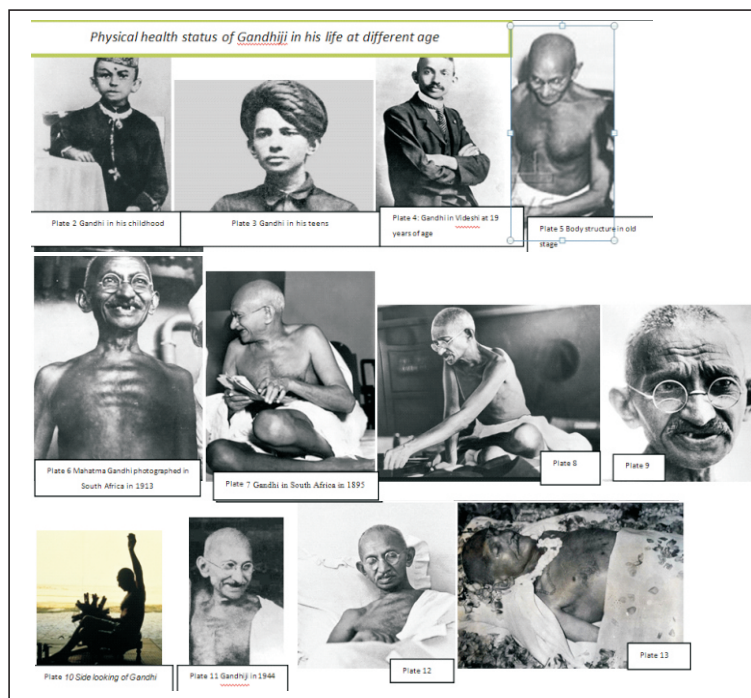 Physical health status of Gandhiji in his life at different age
Plate 2 Gandhi in his childhood
Plate 3 Gandhi in his teens
Plate 4: Gandhi in Videshi at 19
years of age
Plate 5 Body structure in old
stage
Plate 6 Mahatma Gandhi photographed in
South Africa in 1913
Plate 7 Gandhi in South Africa in 1895
Plate 8
Plate 9
Plate 10 Side looking of Gandhi
Plate 11 Gandhiji in 1944
Plate 12
Plate 13